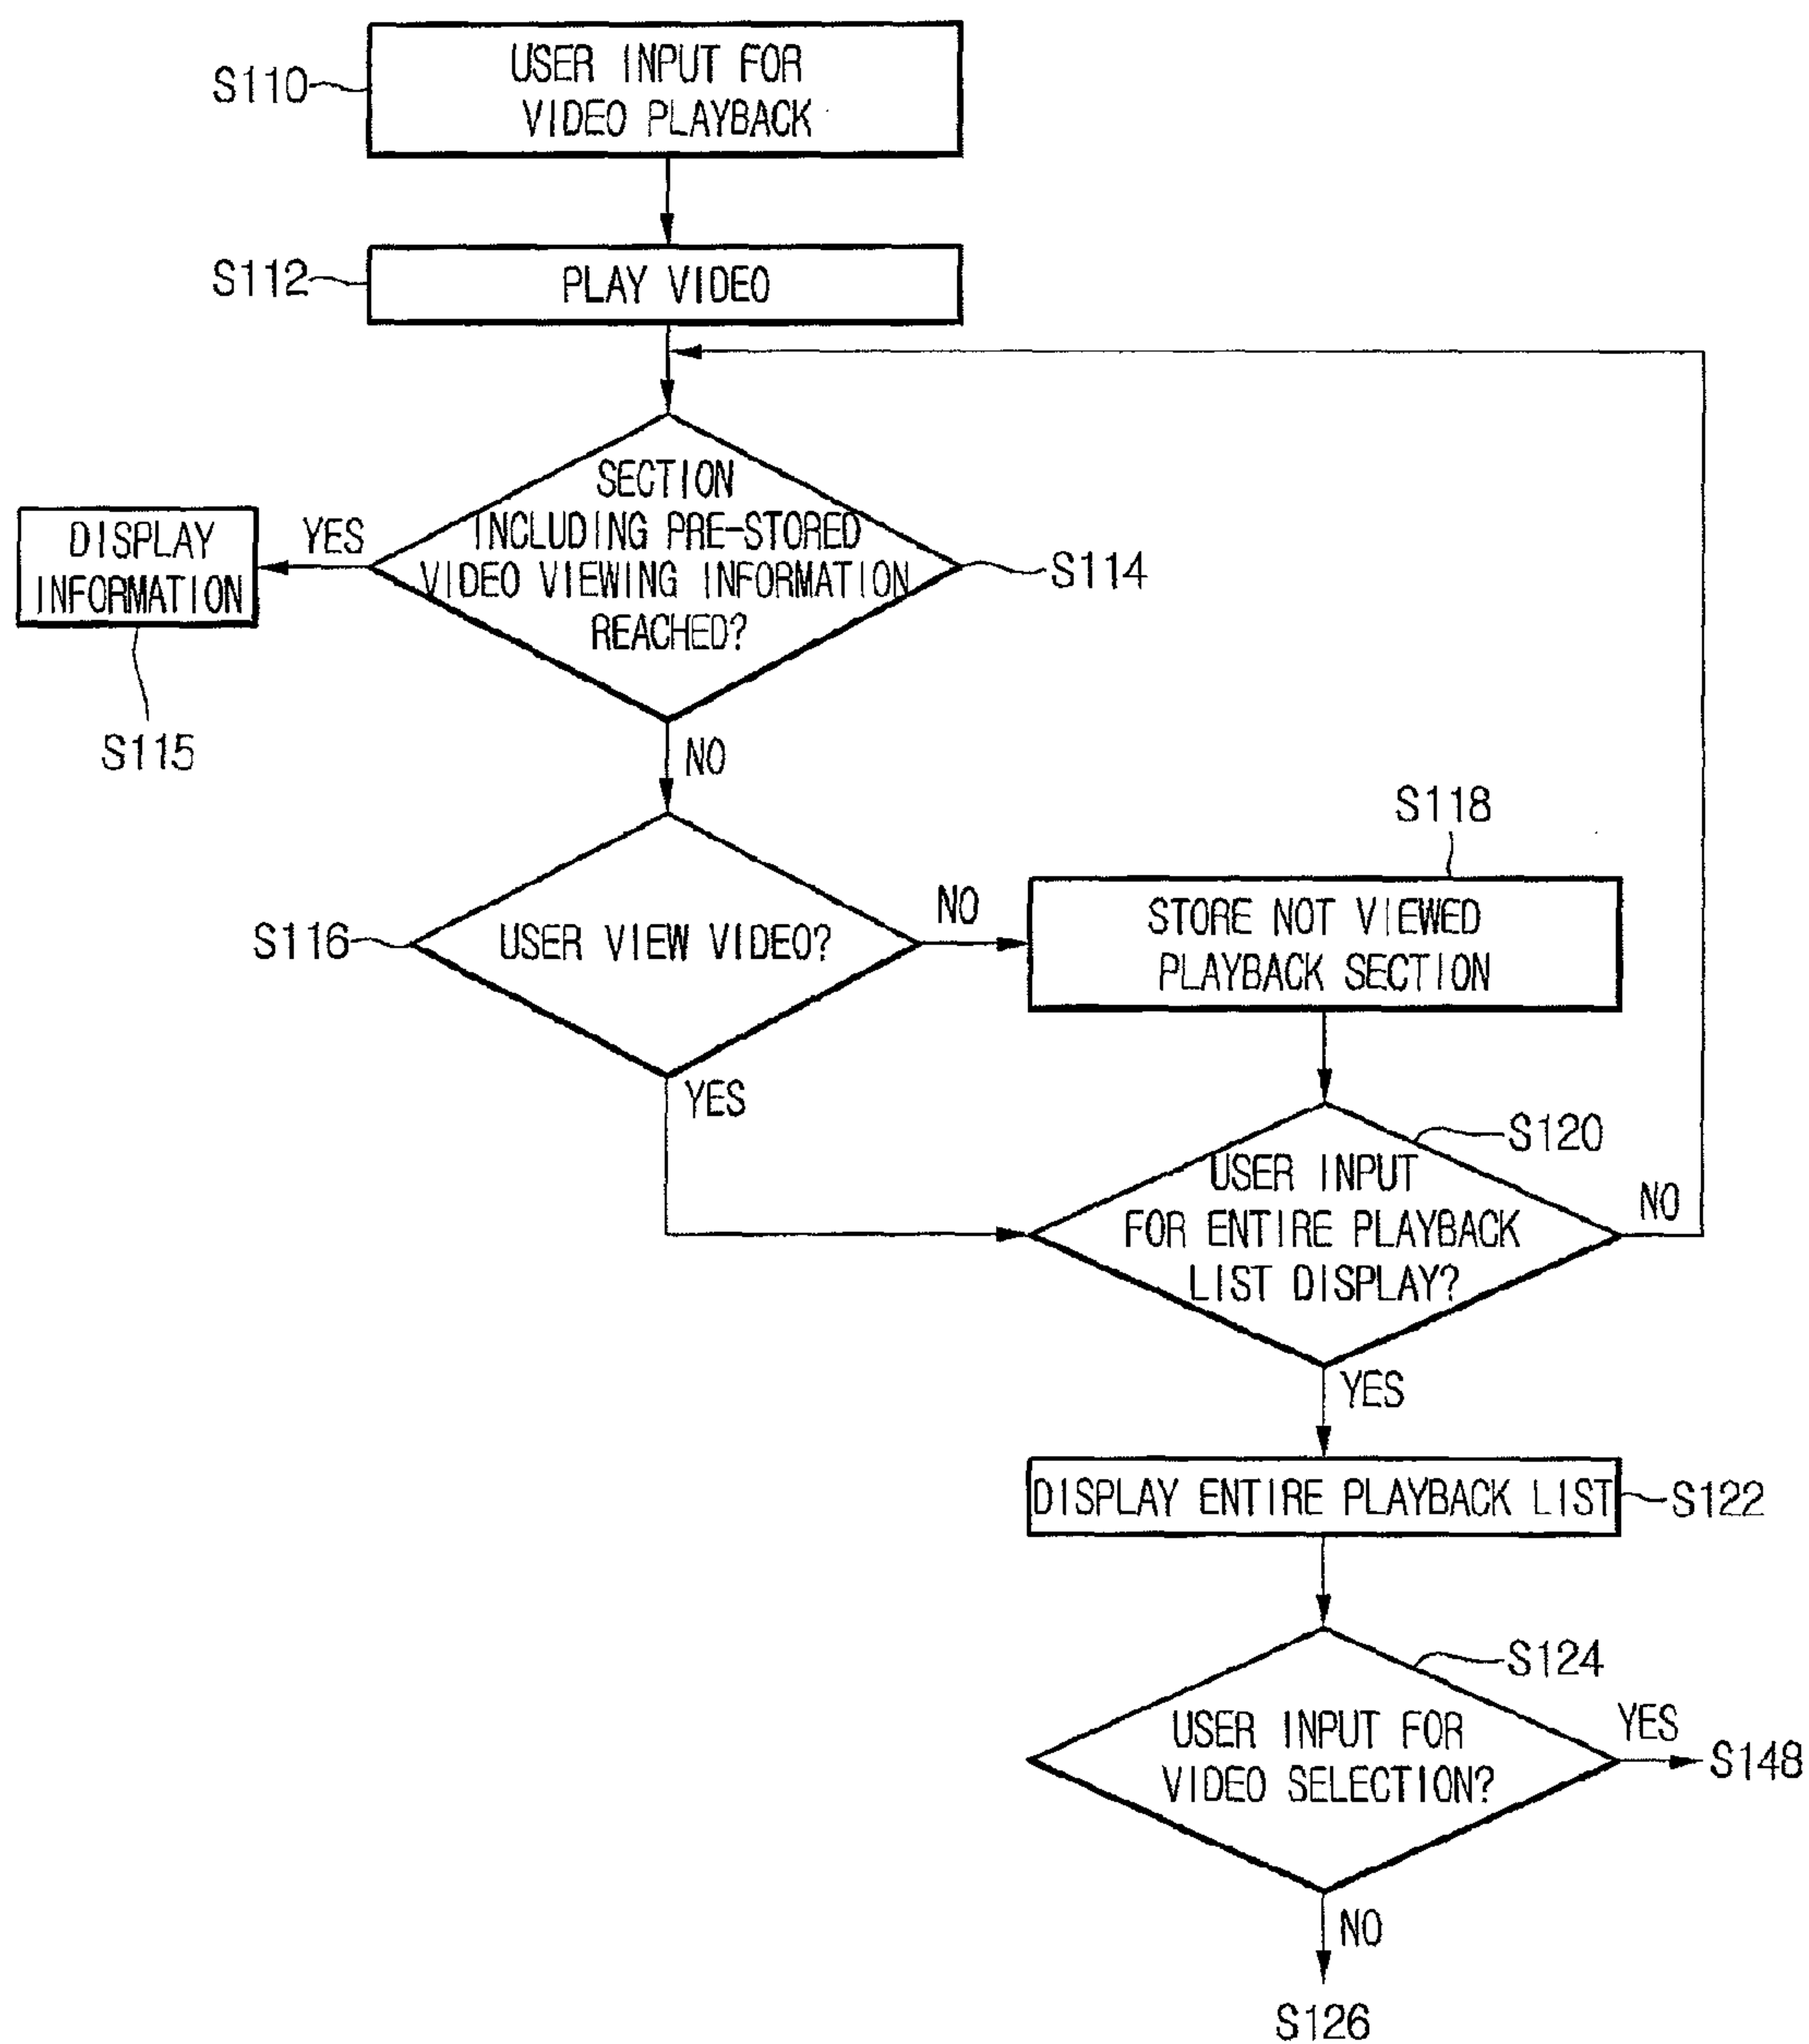 USER INPUT FOR
VIDEO PLAYBACK
S110
PLAY VIDEO
S112
SECTION
INCLUDING PRE-STORED
VIDEO VIEWING INFORMATION
REACHED?
S114
YES
DISPLAY
INFORMATION
S115
NO
USER VIEW VIDEO?
S116
NO
S118
STORE NOT VIEWED
PLAYBACK SECTION
YES
S120
USER INPUT
FOR ENTIRE PLAYBACK
LIST DISPLAY?
NO
YES
DISPLAY ENTIRE PLAYBACK LIST
S122
S124
USER INPUT FOR
VIDEO SELECTION?
YES
S148
NO
S126